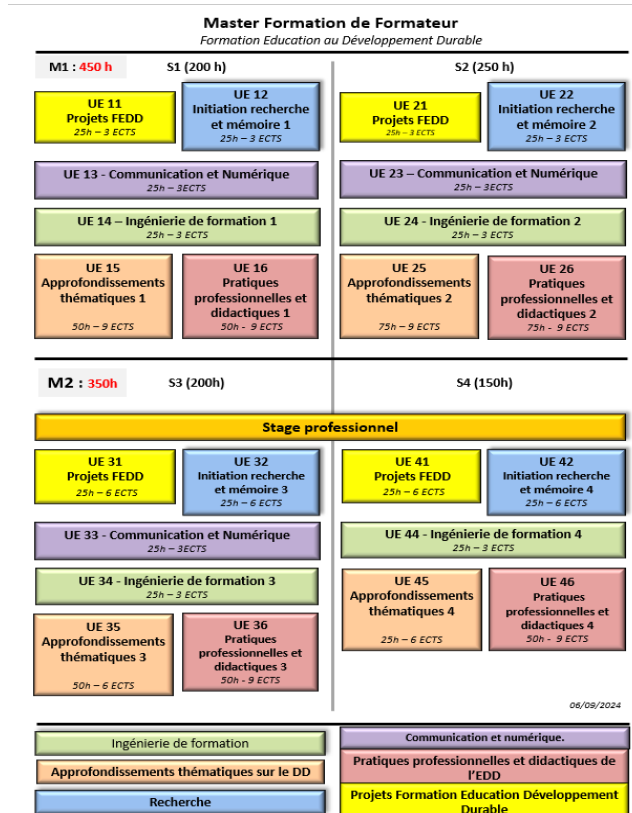 Master Formation de Formateur
Formation Education au Développement Durable
M1 : 450 h
S1 (200 h)
S2 (250 h)
UE 11
Projets FEDD
25h – 3 ECTS
UE 12
Initiation recherche
et mémoire 1
25h – 3 ECTS
UE 21
Projets FEDD
25h – 3 ECTS
UE 22
Initiation recherche
et mémoire 2
25h – 3 ECTS
UE 13 - Communication et Numérique
25h – 3ECTS
UE 23 – Communication et Numérique
25h – 3ECTS
UE 14 – Ingénierie de formation 1
25h – 3 ECTS
UE 24 - Ingénierie de formation 2
25h – 3 ECTS
UE 15
Approfondissements
thématiques 1
50h – 9 ECTS
UE 16
Pratiques
professionnelles et
didactiques 1
50h - 9 ECTS
UE 25
Approfondissements
thématiques 2
75h – 9 ECTS
UE 26
Pratiques
professionnelles et
didactiques 2
75h - 9 ECTS
M2 : 350h
S3 (200h)
S4 (150h)
Stage professionnel
UE 31
Projets FEDD
25h – 6 ECTS
UE 32
Initiation recherche
et mémoire 3
25h – 6 ECTS
UE 41
Projets FEDD
25h – 6 ECTS
UE 42
Initiation recherche
et mémoire 4
25h – 6 ECTS
UE 33 - Communication et Numérique
25h – 3ECTS
UE 44 - Ingénierie de formation 4
25h – 3 ECTS
UE 34 - Ingénierie de formation 3
25h – 3 ECTS
UE 35
Approfondissements
thématiques 3
50h – 6 ECTS
UE 36
Pratiques
professionnelles et
didactiques 3
50h - 9 ECTS
UE 45
Approfondissements
thématiques 4
25h – 6 ECTS
UE 46
Pratiques
professionnelles et
didactiques 4
50h - 9 ECTS
06/09/2024
Ingénierie de formation
Communication et numérique.
Approfondissements thématiques sur le DD
Pratiques professionnelles et didactiques de
l'EDD
Recherche
Projets Formation Education Développement
Durable